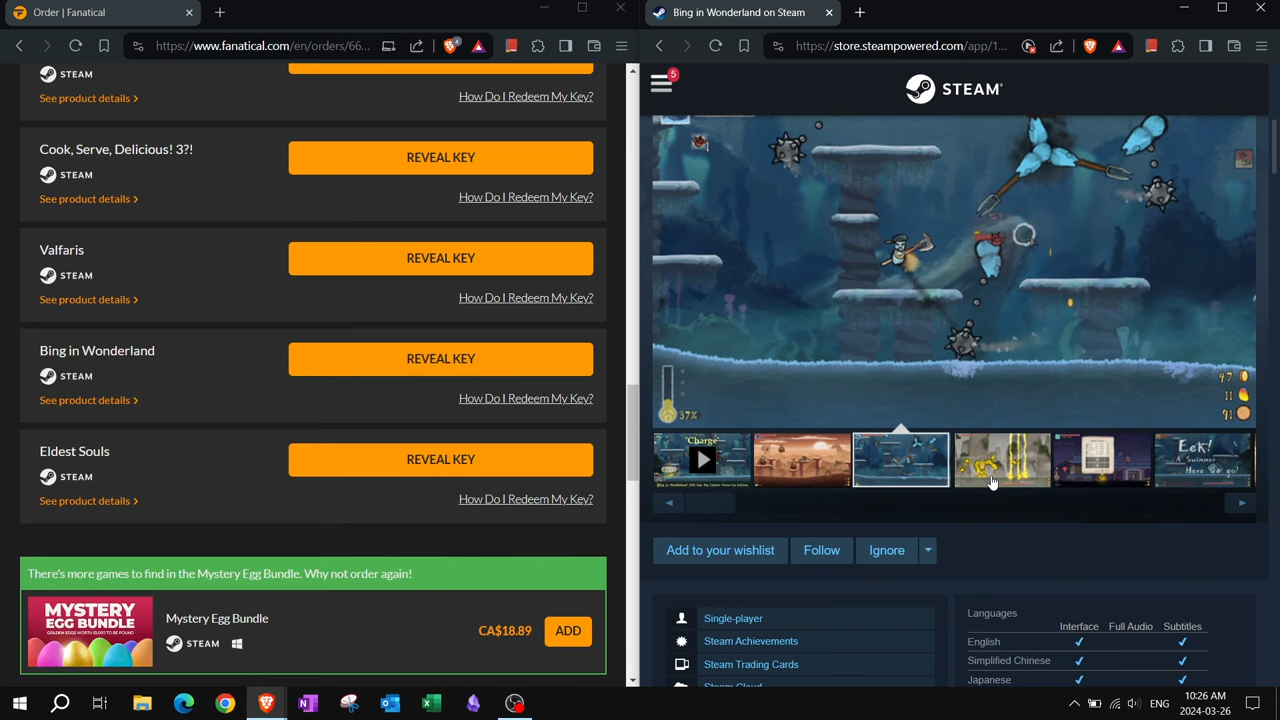 Order | Fanatical
https://www.fanatical.com/en/orders/66...
4
STEAM
See product details >
How Do I Redeem My Key?
Cook, Serve, Delicious! 3?!
STEAM
See product details >
REVEAL KEY
How Do I Redeem My Key?
Valfaris
STEAM
See product details >
REVEAL KEY
How Do I Redeem My Key?
Bing in Wonderland
STEAM
See product details >
REVEAL KEY
How Do I Redeem My Key?
Eldest Souls
STEAM
See product details >
REVEAL KEY
How Do I Redeem My Key?
There's more games to find in the Mystery Egg Bundle. Why not order again!
MYSTERY
EGG BUNDLE
Mystery Egg Bundle
STEAM
CA$18.89
ADD
Bing in Wonderland on Steam
https://store.steampowered.com/app/1...
5
STEAM
47
11
91
37%
Charge
Eek!
A swimmer
Here we go!
Add to your wishlist
Follow
Ignore
Single-player
Steam Achievements
Steam Trading Cards
Steam Cloud
Languages
Interface Full Audio Subtitles
English
Simplified Chinese
Japanese
ENG
10:26 AM
2024-03-26